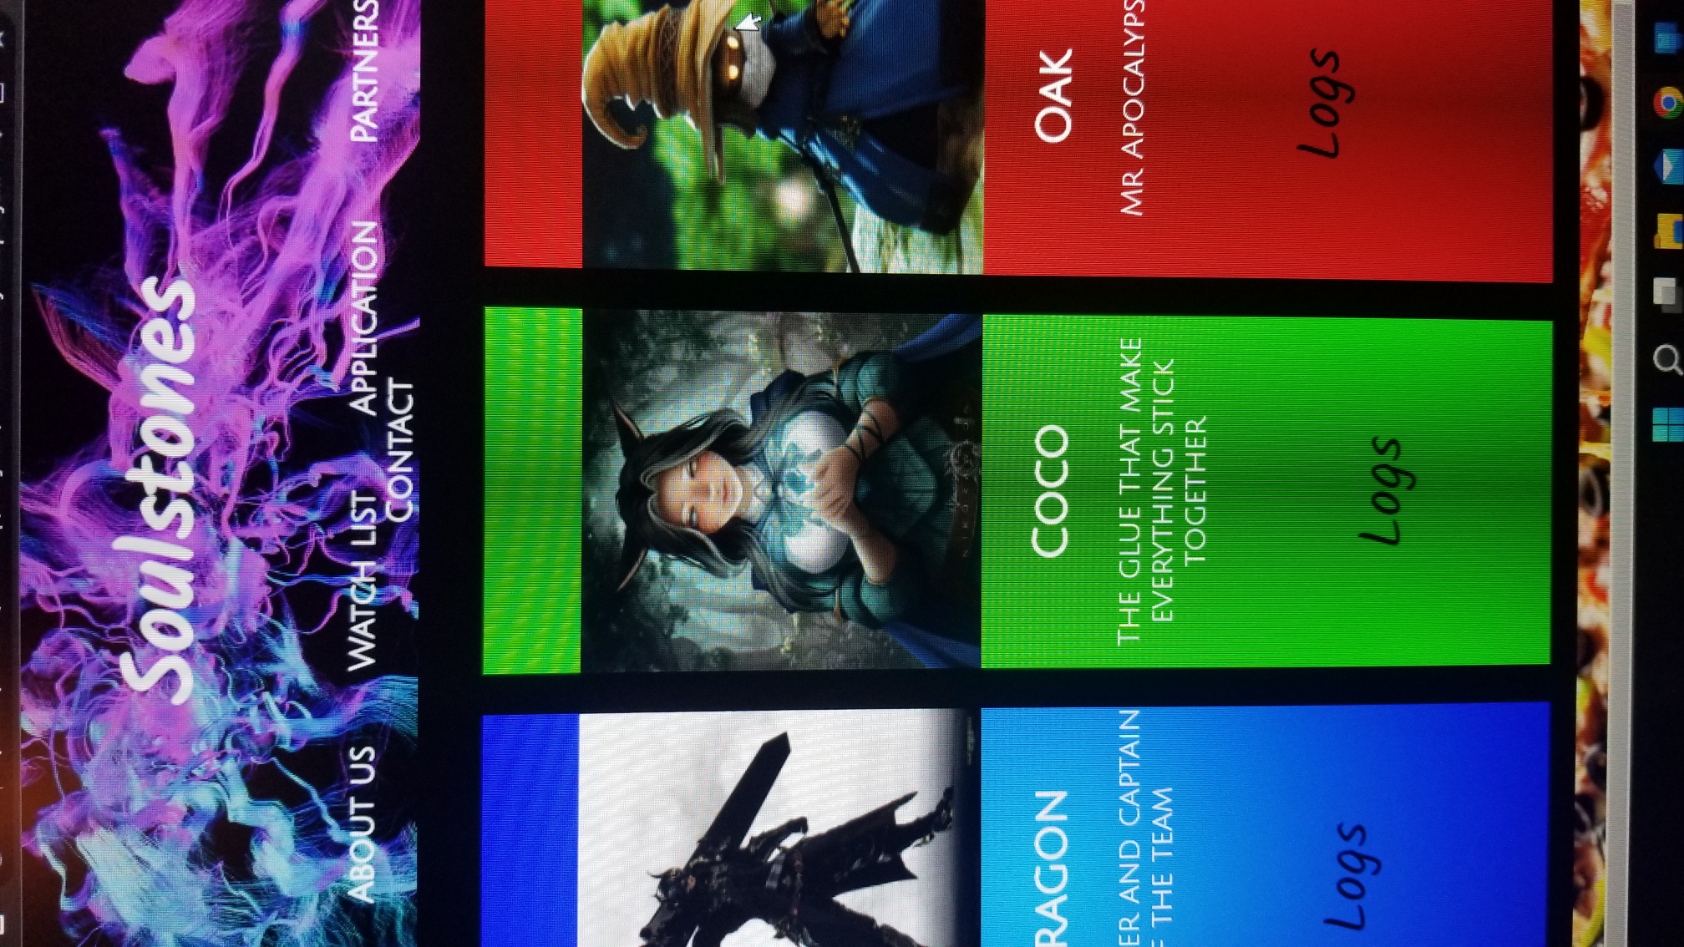 Soulstones
ABOUT US WATCH LIST APPLICATION PARTNERS
CONTACT
RAGON
ER AND CAPTAIN
F THE TEAM
Logs
COCO
THE GLUE THAT MAKE
EVERYTHING STICK
TOGETHER
Logs
OAK
MR APOCALYPS
Logs